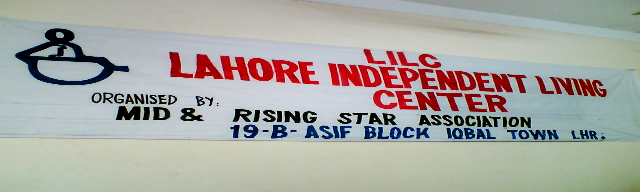 LILC
LAHORE INDEPENDENT LIVING
CENTER
ORGANISED BY:
MID & RISING STAR ASSOCIATION
19-B- ASIF BLOCK IQBAL TOWN LHR.